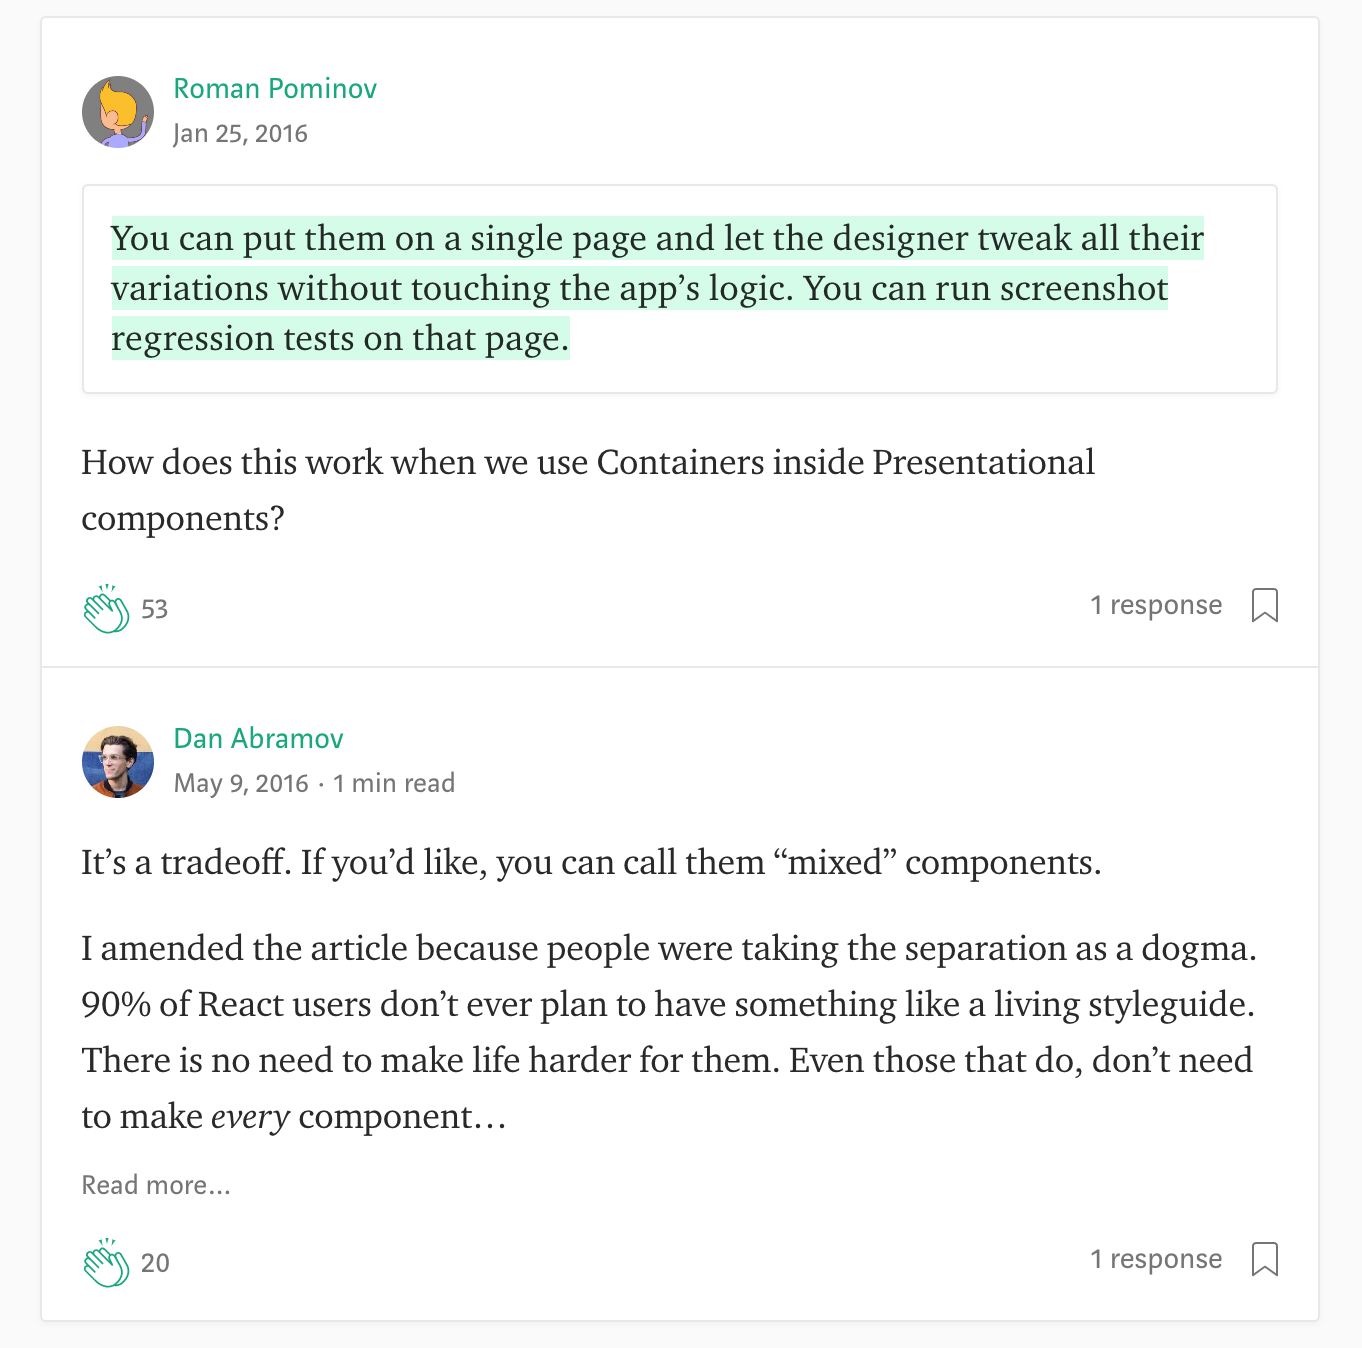 Roman Pominov
Jan 25, 2016
You can put them on a single page and let the designer tweak all their
variations without touching the app’s logic. You can run screenshot
regression tests on that page.
How does this work when we use Containers inside Presentational
components?
53
1 response
Dan Abramov
May 9, 2016 · 1 min read
It’s a tradeoff. If you’d like, you can call them “mixed” components.
I amended the article because people were taking the separation as a dogma.
90% of React users don’t ever plan to have something like a living styleguide.
There is no need to make life harder for them. Even those that do, don’t need
to make every component…
Read more…
20
1 response